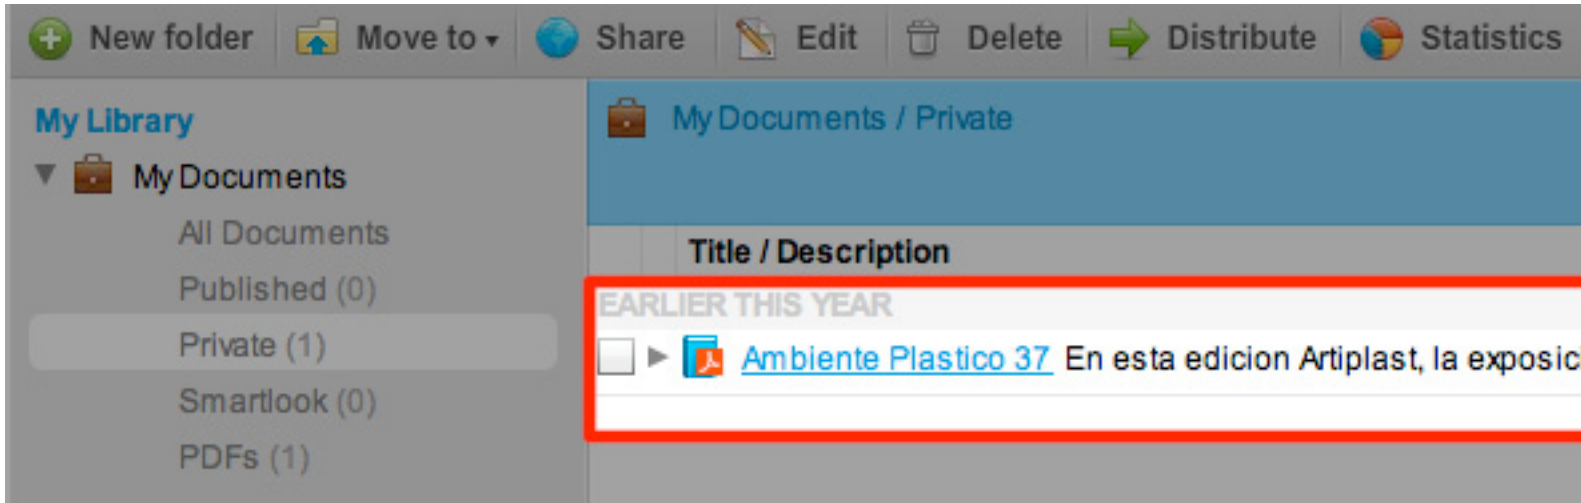 New folder Move to Share Edit Delete Distribute Statistics
My Library
My Documents
All Documents
Published (0)
Private (1)
Smartlook (0)
PDFs (1)
My Documents / Private
Title / Description
EARLIER THIS YEAR
Ambiente Plastico 37 En esta edicion Artiplast, la exposic